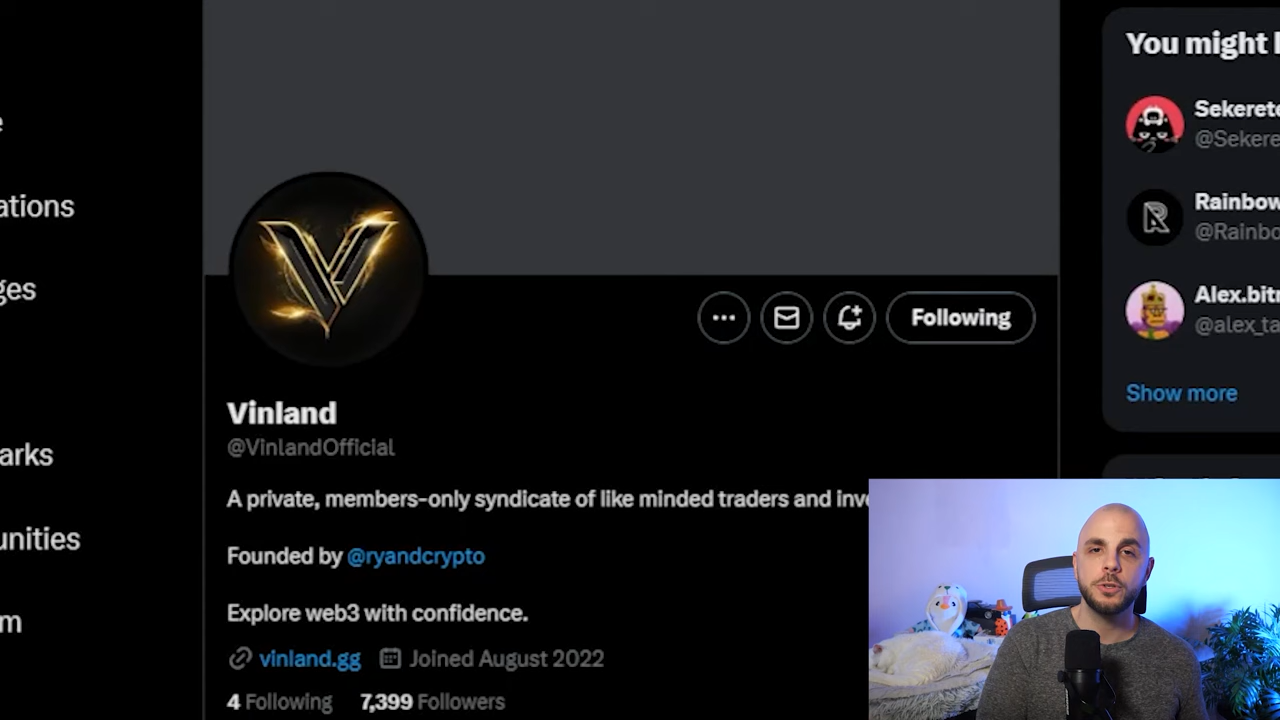 You might
Sekerete
@Sekere
ations
Rainbow
@Rainbo
ges
Alex.bit
@alex_ta
Following
Show more
Vinland
@VinlandOfficial
arks
A private, members-only syndicate of like minded traders and inve
unities
Founded by @ryandcrypto
Explore web3 with confidence.
m
vinland.gg Joined August 2022
4 Following 7,399 Followers